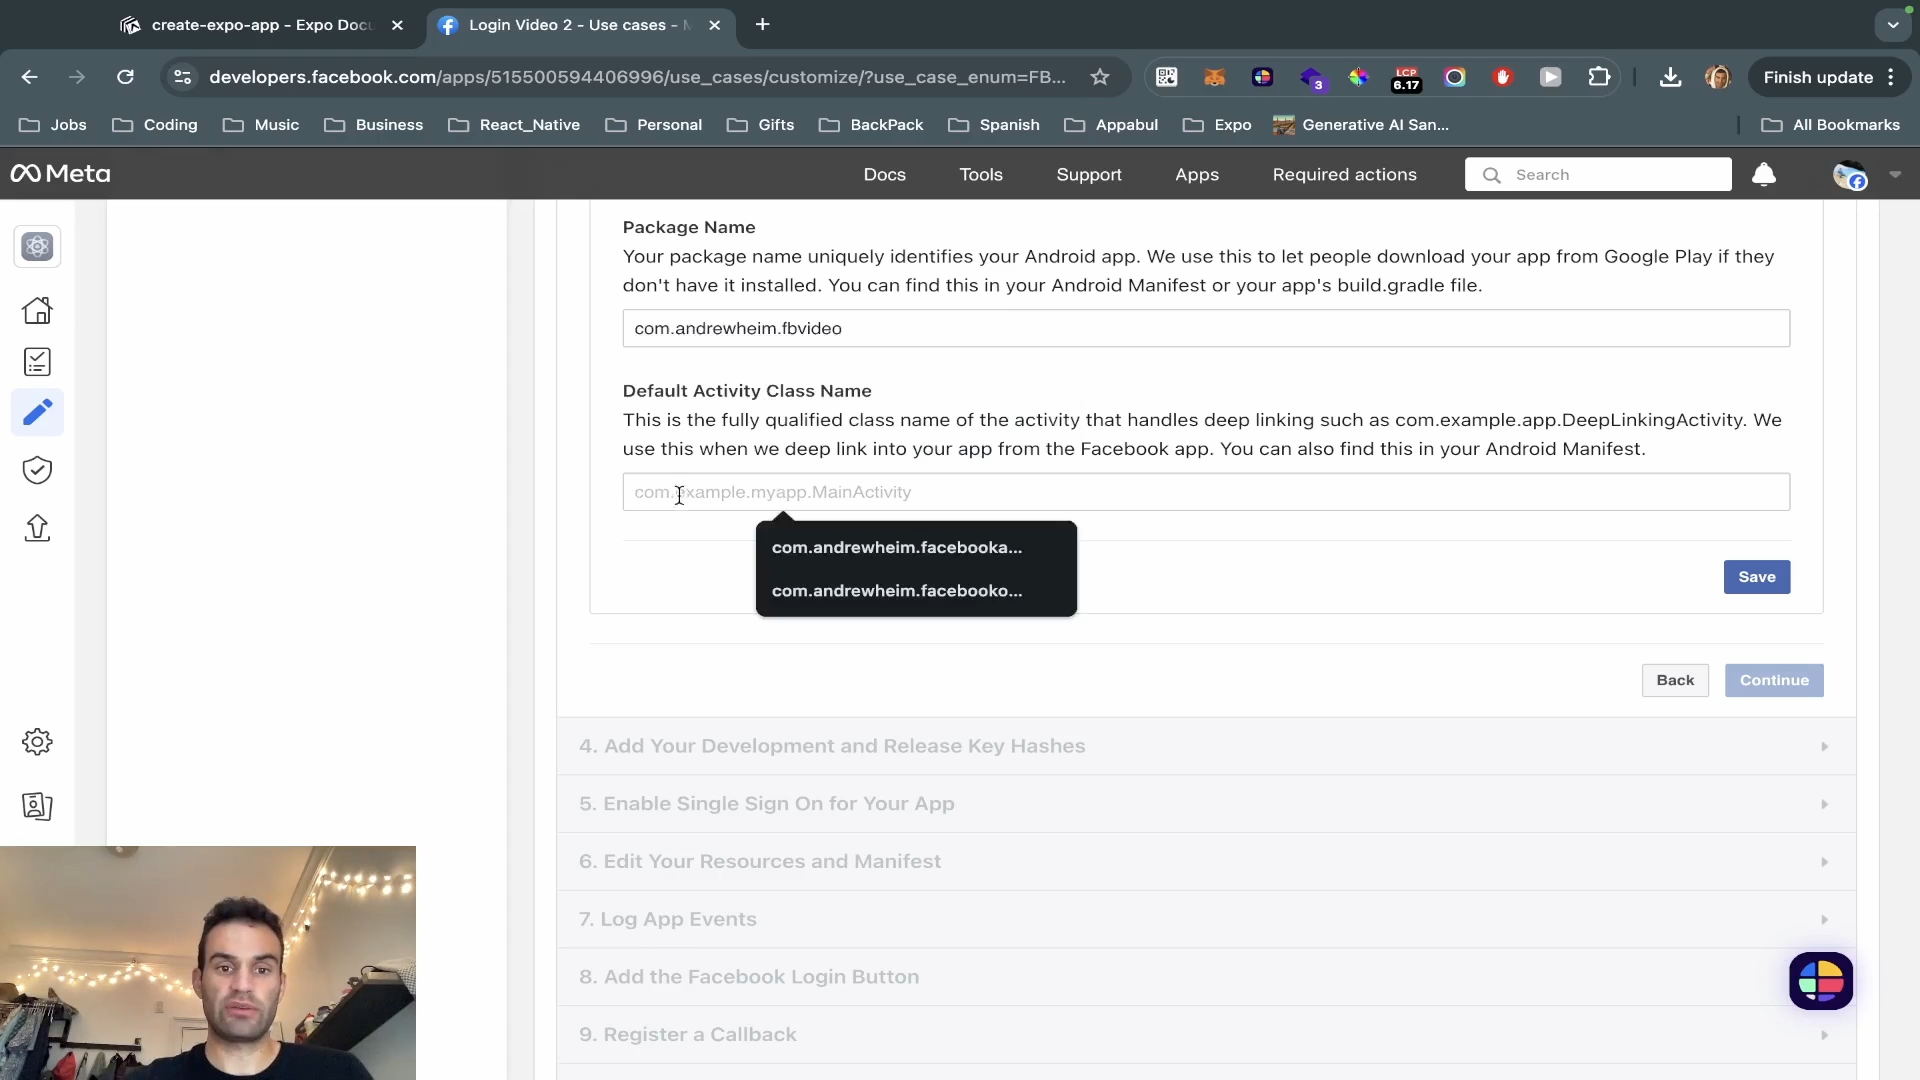 create-expo-app - Expo Docu
Login Video 2 - Use cases - M
developers.facebook.com/apps/515500594406996/use_cases/customize/?use_case_enum=FB...
3
LCP
6.17
Finish update
Jobs
Coding
Music
Business
React_Native
Personal
Gifts
BackPack
Spanish
Appabul
Expo
Generative AI San...
All Bookmarks
Meta
Docs
Tools
Support
Apps
Required actions
Search
Package Name
Your package name uniquely identifies your Android app. We use this to let people download your app from Google Play if they
don't have it installed. You can find this in your Android Manifest or your app's build.gradle file.
com.andrewheim.fbvideo
Default Activity Class Name
This is the fully qualified class name of the activity that handles deep linking such as com.example.app.DeepLinkingActivity. We
use this when we deep link into your app from the Facebook app. You can also find this in your Android Manifest.
com.example.myapp.MainActivity
com.andrewheim.facebooka...
com.andrewheim.facebooko...
Save
Back
Continue
4. Add Your Development and Release Key Hashes
5. Enable Single Sign On for Your App
6. Edit Your Resources and Manifest
7. Log App Events
8. Add the Facebook Login Button
9. Register a Callback